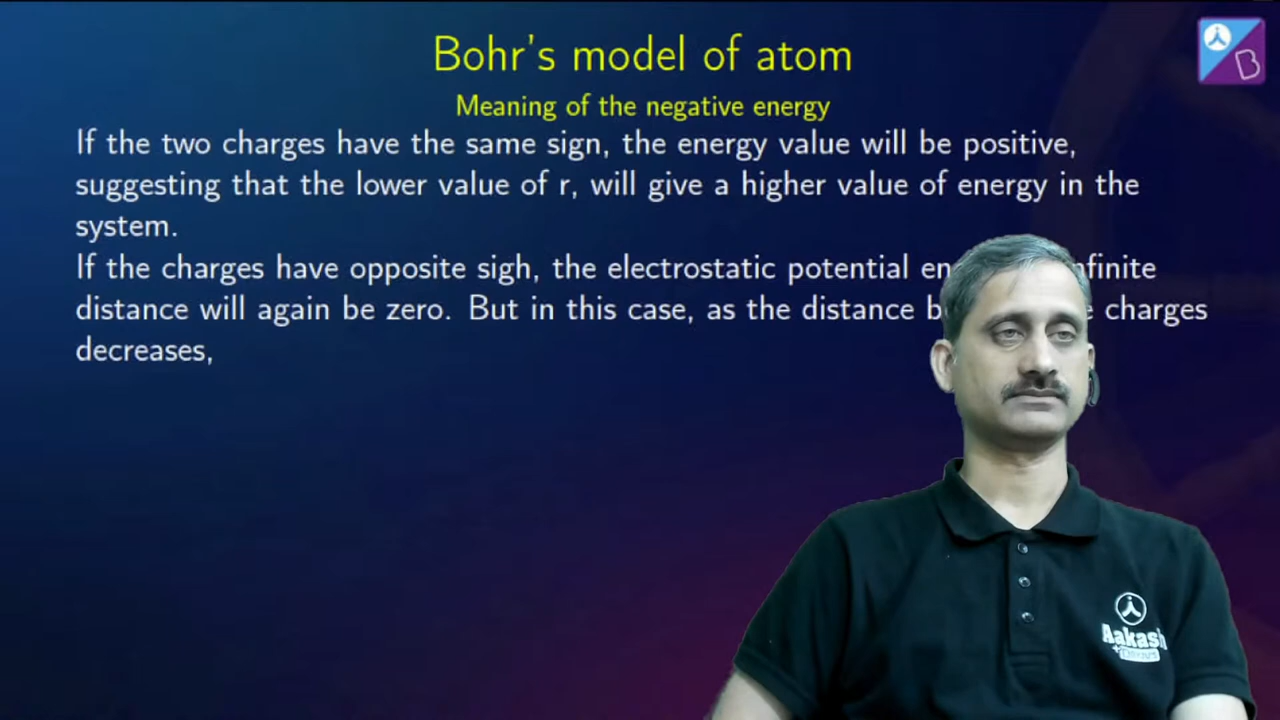 Bohr's model of atom
Meaning of the negative energy
If the two charges have the same sign, the energy value will be positive,
suggesting that the lower value of r, will give a higher value of energy in the
system.
If the charges have opposite sigh, the electrostatic potential
distance will again be zero. But in this case, as the distance charges
decreases,
B
Aakash